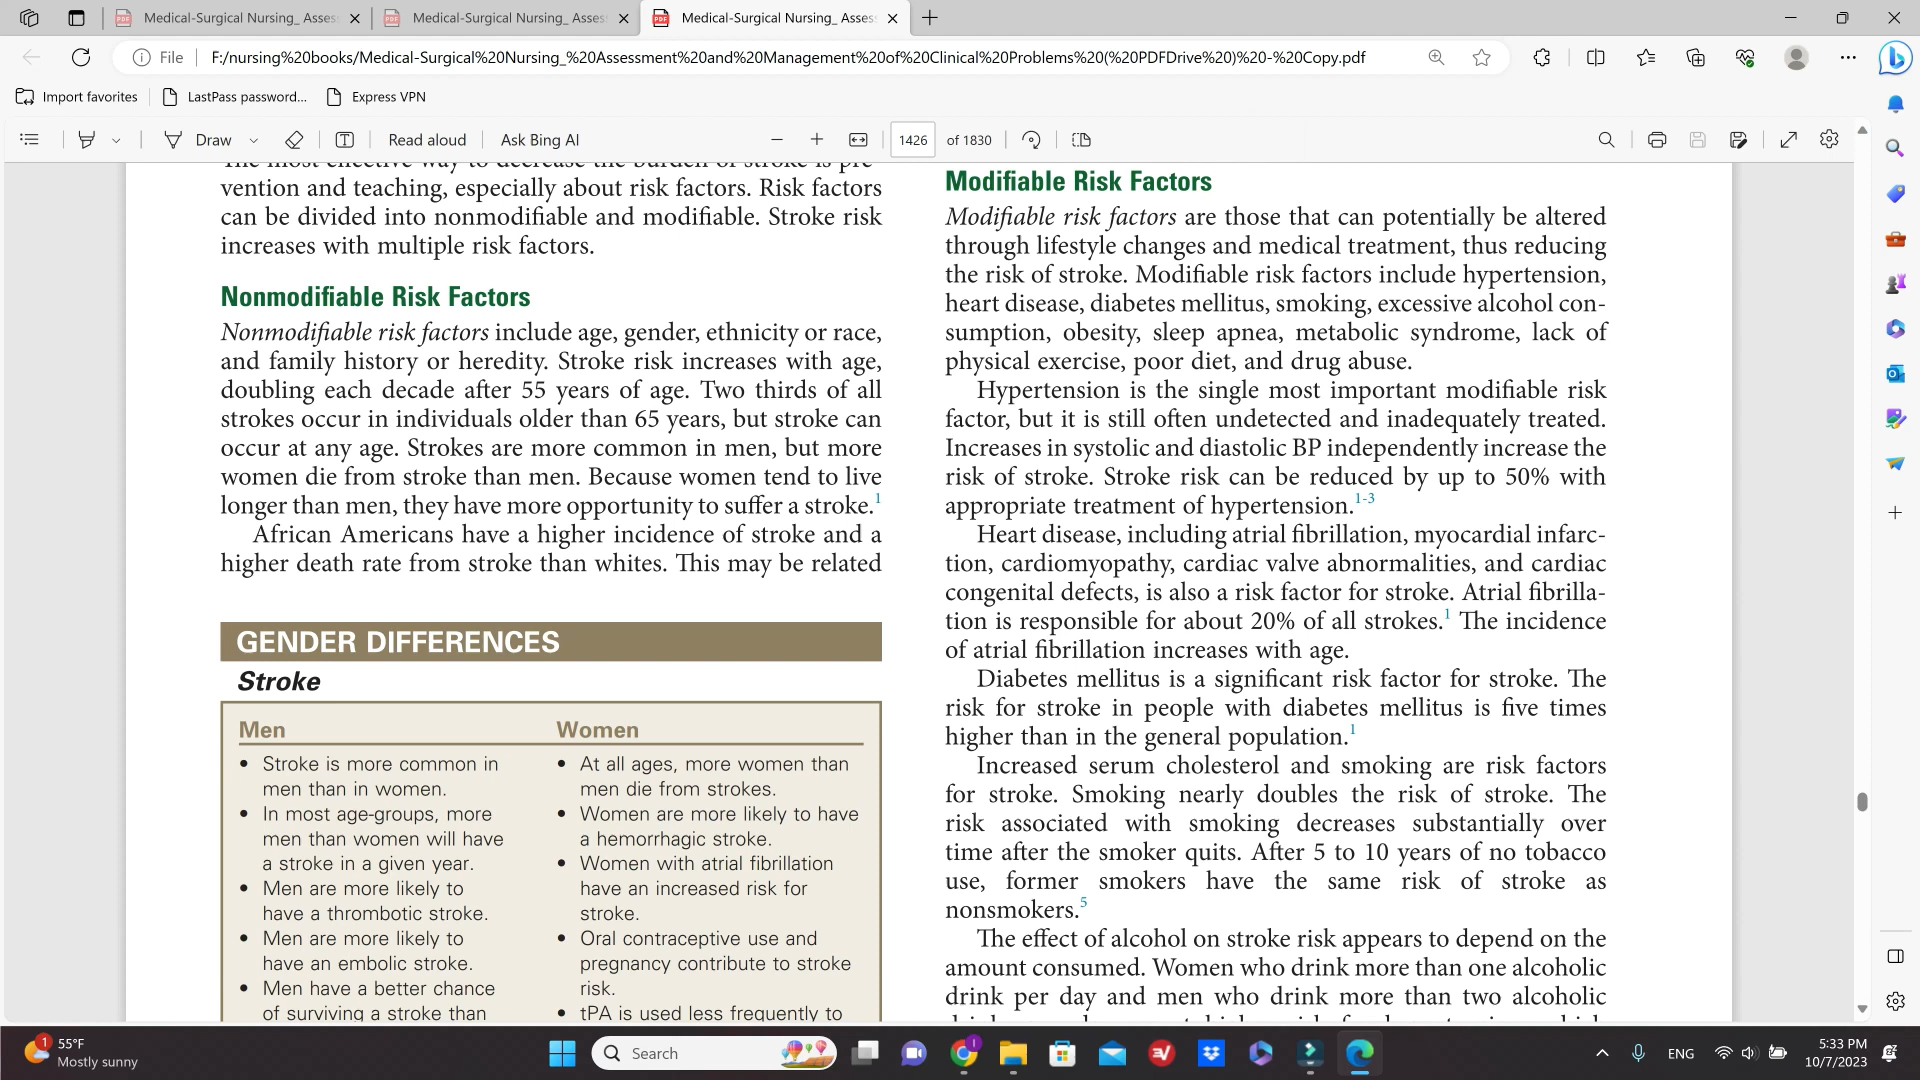 Medical-Surgical Nursing_ Asses
Medical-Surgical Nursing_ Asses
Medical-Surgical Nursing_ Asses
File
F:/nursing%20books/Medical-Surgical%20Nursing_%20Assessment%20and%20Management%20of%20Clinical%20Problems%20(%20PDFDrive%20)%20-%20Copy.pdf
Import favorites
LastPass password...
Express VPN
Draw
Read aloud
Ask Bing AI
1426 of 1830
The most effective way to decrease the burden of stroke is pre-
vention and teaching, especially about risk factors. Risk factors
can be divided into nonmodifiable and modifiable. Stroke risk
increases with multiple risk factors.
Nonmodifiable Risk Factors
Nonmodifiable risk factors include age, gender, ethnicity or race,
and family history or heredity. Stroke risk increases with age,
doubling each decade after 55 years of age. Two thirds of all
strokes occur in individuals older than 65 years, but stroke can
occur at any age. Strokes are more common in men, but more
women die from stroke than men. Because women tend to live
longer than men, they have more opportunity to suffer a stroke.1
African Americans have a higher incidence of stroke and a
higher death rate from stroke than whites. This may be related
GENDER DIFFERENCES
Stroke
Men
• Stroke is more common in
men than in women.
• In most age-groups, more
men than women will have
a stroke in a given year.
• Men are more likely to
have a thrombotic stroke.
• Men are more likely to
have an embolic stroke.
• Men have a better chance
of surviving a stroke than
Women
• At all ages, more women than
men die from strokes.
• Women are more likely to have
a hemorrhagic stroke.
• Women with atrial fibrillation
have an increased risk for
stroke.
• Oral contraceptive use and
pregnancy contribute to stroke
risk.
• tPA is used less frequently to
Modifiable Risk Factors
Modifiable risk factors are those that can potentially be altered
through lifestyle changes and medical treatment, thus reducing
the risk of stroke. Modifiable risk factors include hypertension,
heart disease, diabetes mellitus, smoking, excessive alcohol con-
sumption, obesity, sleep apnea, metabolic syndrome, lack of
physical exercise, poor diet, and drug abuse.
Hypertension is the single most important modifiable risk
factor, but it is still often undetected and inadequately treated.
Increases in systolic and diastolic BP independently increase the
risk of stroke. Stroke risk can be reduced by up to 50% with
appropriate treatment of hypertension.1-3
Heart disease, including atrial fibrillation, myocardial infarc-
tion, cardiomyopathy, cardiac valve abnormalities, and cardiac
congenital defects, is also a risk factor for stroke. Atrial fibrilla-
tion is responsible for about 20% of all strokes.1 The incidence
of atrial fibrillation increases with age.
Diabetes mellitus is a significant risk factor for stroke. The
risk for stroke in people with diabetes mellitus is five times
higher than in the general population.1
Increased serum cholesterol and smoking are risk factors
for stroke. Smoking nearly doubles the risk of stroke. The
risk associated with smoking decreases substantially over
time after the smoker quits. After 5 to 10 years of no tobacco
use, former smokers have the same risk of stroke as
nonsmokers.5
The effect of alcohol on stroke risk appears to depend on the
amount consumed. Women who drink more than one alcoholic
drink per day and men who drink more than two alcoholic
1
55°F
Mostly sunny
Search
ENG
5:33 PM
10/7/2023